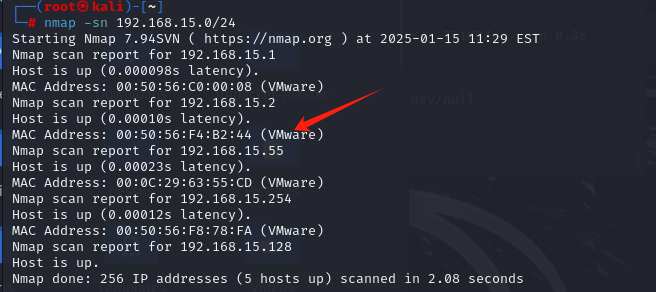 ┌──(root㉿kali)-[~]
└─# nmap -sn 192.168.15.0/24
Starting Nmap 7.94SVN ( https://nmap.org ) at 2025-01-15 11:29 EST
Nmap scan report for 192.168.15.1
Host is up (0.000098s latency).
MAC Address: 00:50:56:C0:00:08 (VMware)
Nmap scan report for 192.168.15.2
Host is up (0.00010s latency).
MAC Address: 00:50:56:F4:B2:44 (VMware)
Nmap scan report for 192.168.15.55
Host is up (0.00023s latency).
MAC Address: 00:0C:29:63:55:CD (VMware)
Nmap scan report for 192.168.15.254
Host is up (0.00012s latency).
MAC Address: 00:50:56:F8:78:FA (VMware)
Nmap scan report for 192.168.15.128
Host is up.
Nmap done: 256 IP addresses (5 hosts up) scanned in 2.08 seconds
0.3s
dev/null